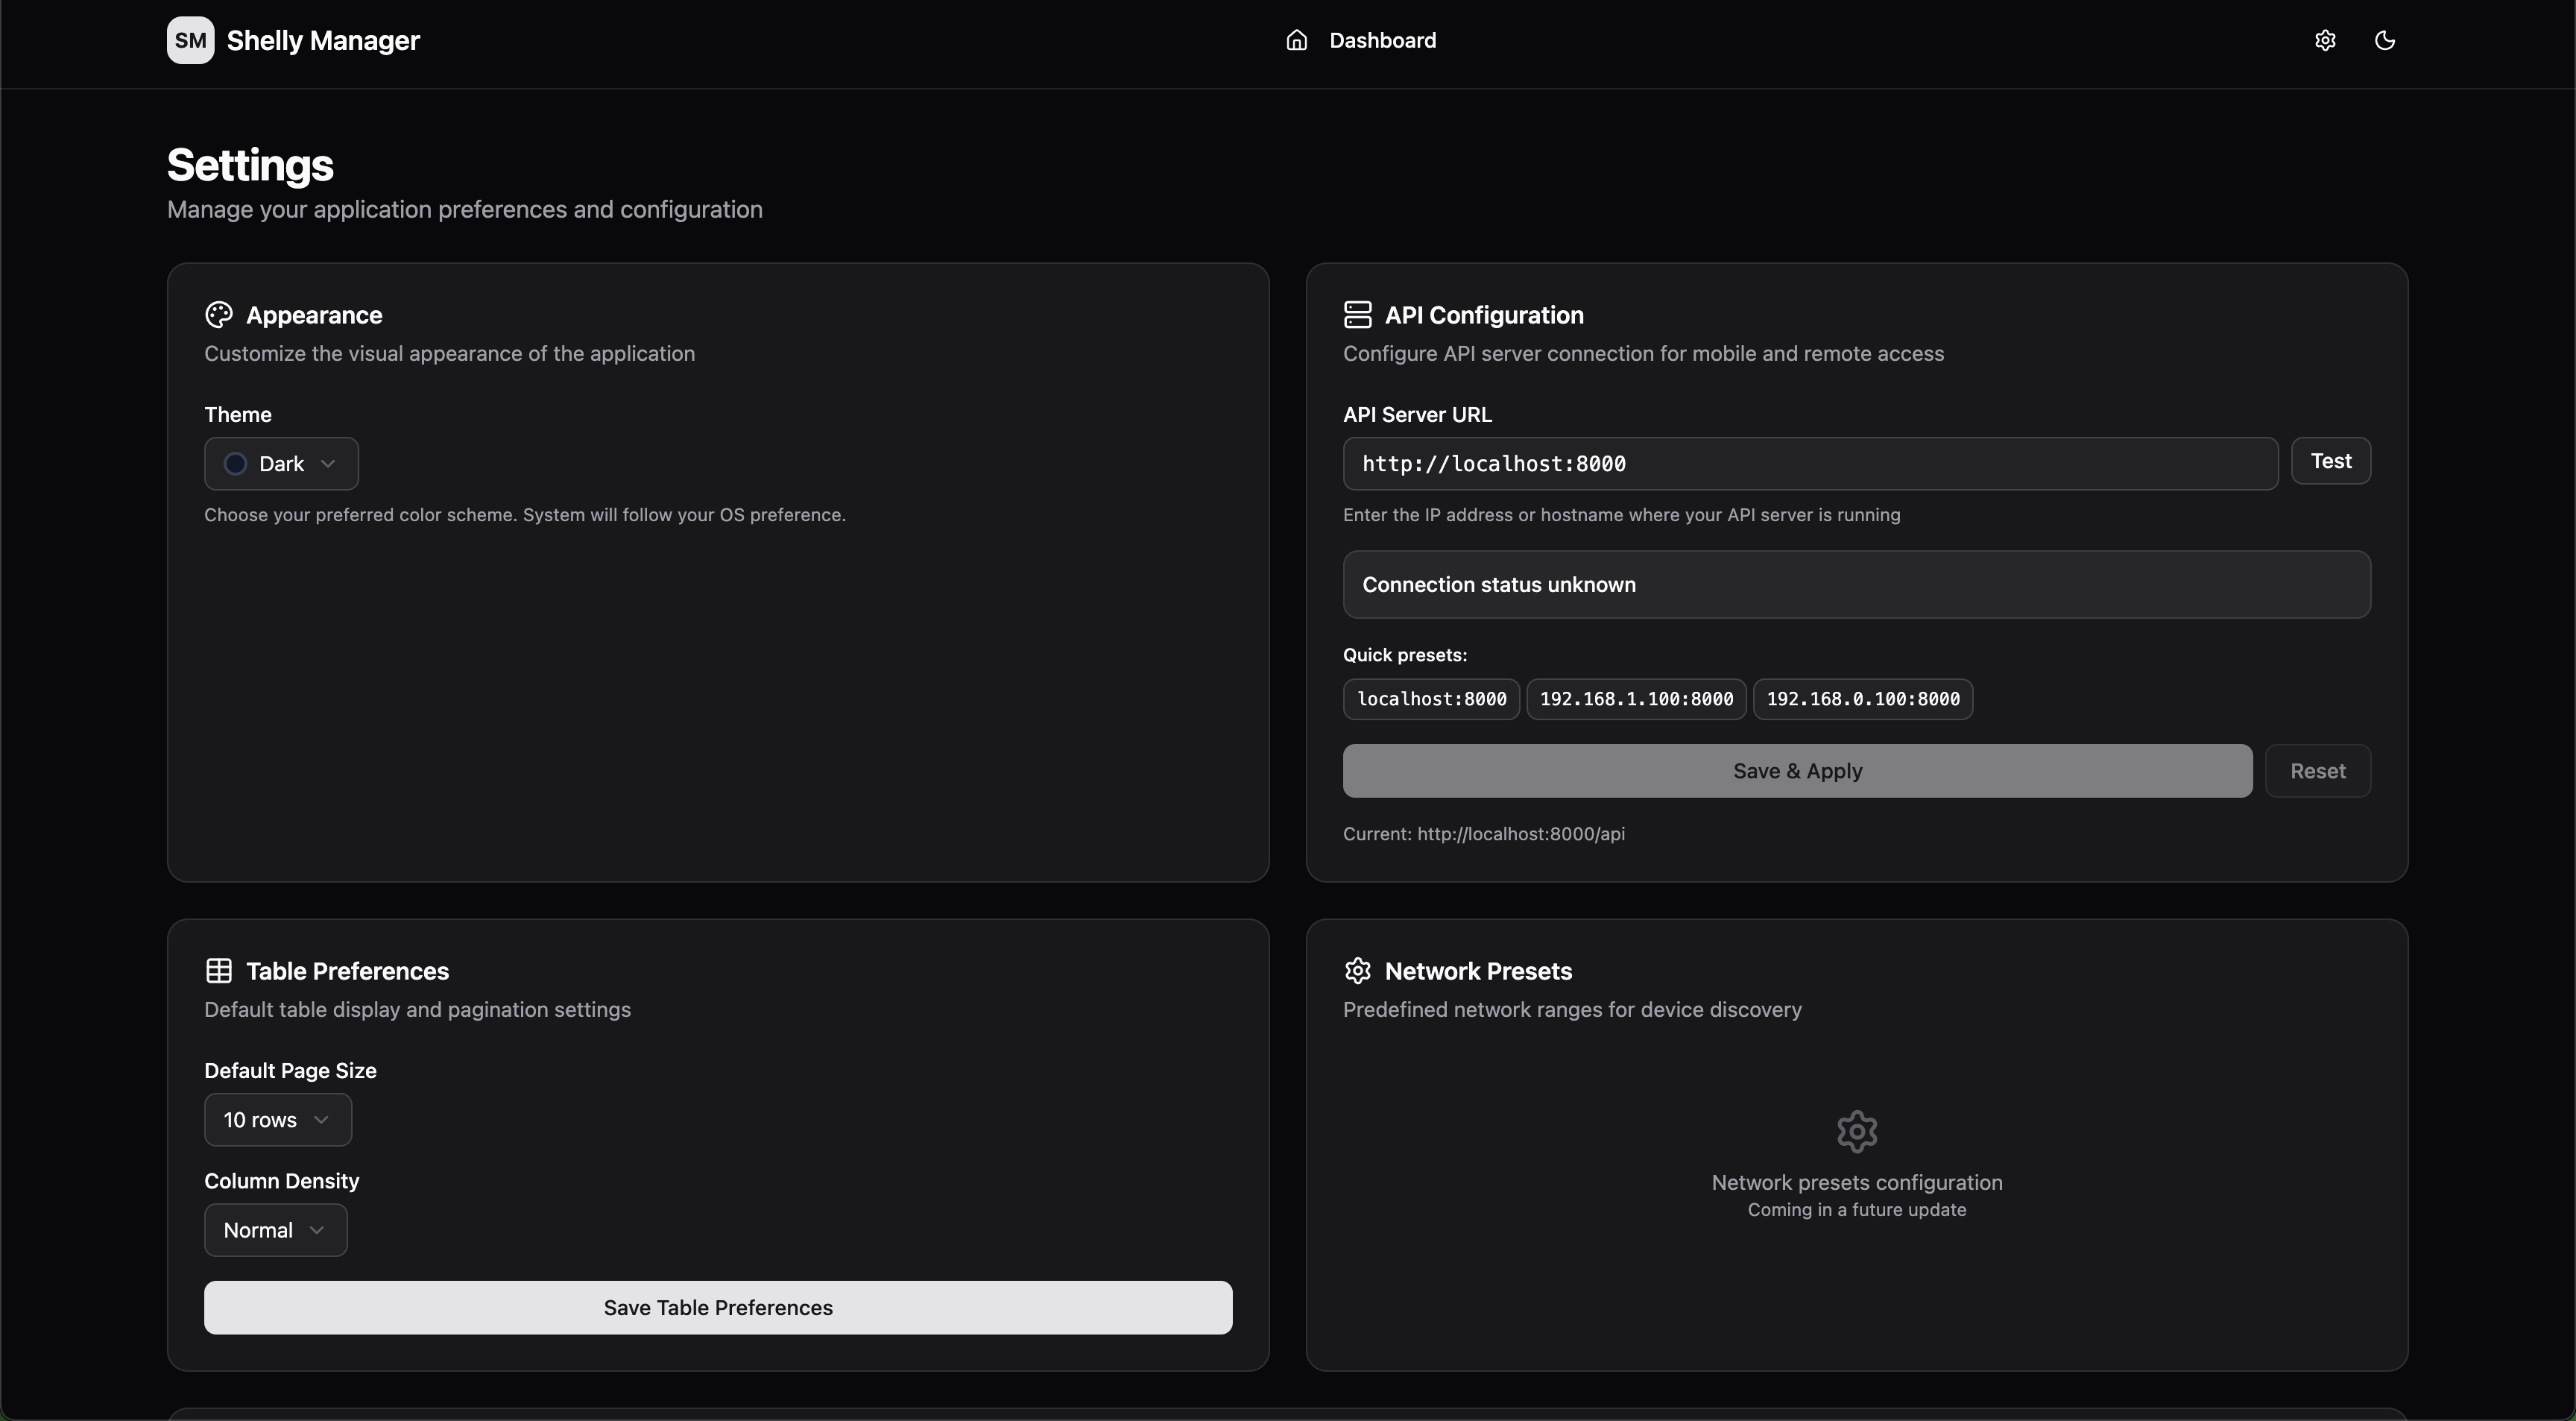 SM Shelly Manager
Dashboard
Settings
Manage your application preferences and configuration
Appearance
Customize the visual appearance of the application
Theme
Dark
Choose your preferred color scheme. System will follow your OS preference.
API Configuration
Configure API server connection for mobile and remote access
API Server URL
http://localhost:8000
Test
Enter the IP address or hostname where your API server is running
Connection status unknown
Quick presets:
localhost:8000 192.168.1.100:8000 192.168.0.100:8000
Save & Apply
Reset
Current: http://localhost:8000/api
Table Preferences
Default table display and pagination settings
Default Page Size
10 rows
Column Density
Normal
Save Table Preferences
Network Presets
Predefined network ranges for device discovery
Network presets configuration
Coming in a future update